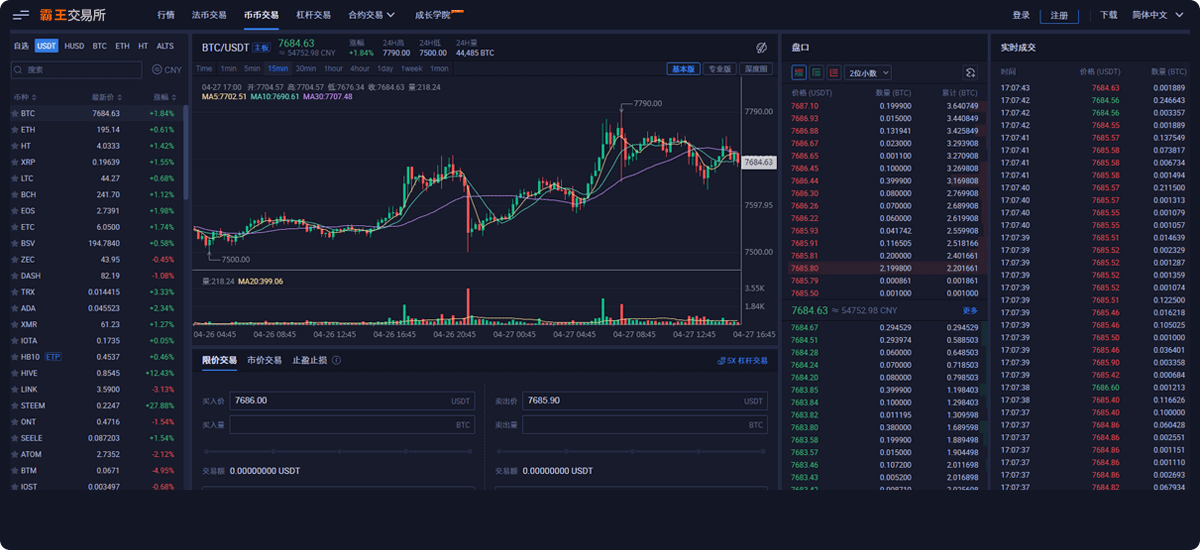 霸王交易所 行情 法币交易 币币交易 杠杆交易 合约交易 成长学院 登录 注册 下载 简体中文
自选 USDT HUSD BTC ETH HT ALTS
搜索 CNY
币种 最新价 涨幅
BTC 7684.63 +1.84%
ETH 195.14 +0.61%
HT 4.0333 +1.42%
XRP 0.19639 +1.55%
LTC 44.27 +0.68%
BCH 241.70 +1.12%
EOS 2.7391 +1.98%
ETC 6.0500 +1.74%
BSV 194.7840 +0.58%
ZEC 43.95 -0.45%
DASH 82.19 -1.08%
TRX 0.014415 +3.33%
ADA 0.045523 +2.34%
XMR 61.23 +1.27%
IOTA 0.1735 +0.05%
HB10 ETP 0.4537 +0.46%
HIVE 0.8545 +12.43%
LINK 3.5900 -3.13%
STEEM 0.2247 +27.88%
ONT 0.4716 -1.54%
SEELE 0.087203 +1.54%
ATOM 2.7352 -2.12%
BTM 0.0671 -4.95%
IOST 0.003497 -0.68%
BTC/USDT 主板 7684.63 涨幅 24H高 24H低 24H量
≈ 54752.98 CNY +1.84% 7790.00 7500.00 44,485 BTC
Time 1min 5min 15min 30min 1hour 4hour 1day 1week 1mon 基本版 专业版 深度图
04-27 17:00 开:7704.57 高:7704.57 低:7676.34 收:7684.63 量:218.24
MA5:7702.51 MA10:7690.61 MA30:7707.48
7790.00
7790.00
7684.63
7597.95
7500.00
7500.00
量:218.24 MA20:399.06
3.55K
1.84K
04-26 04:45 04-26 08:45 04-26 12:45 04-26 16:45 04-26 20:45 04-27 00:45 04-27 04:45 04-27 08:45 04-27 12:45 04-27 16:45
限价交易 市价交易 止盈止损 5X 杠杆交易
买入价 7686.00 USDT 卖出价 7685.90 USDT
买入量 BTC 卖出量 BTC
交易额 0.00000000 USDT 交易额 0.00000000 USDT
盘口
2位小数
价格 (USDT) 数量 (BTC) 累计 (BTC)
7687.10 0.199900 3.640749
7686.93 0.015000 3.440849
7686.88 0.131941 3.425849
7686.67 0.023000 3.293908
7686.65 0.001100 3.270908
7686.45 0.100000 3.269808
7686.44 0.399900 3.169808
7686.30 0.080000 2.769908
7686.26 0.070000 2.689908
7686.22 0.060000 2.619908
7685.93 0.041742 2.559908
7685.91 0.116505 2.518166
7685.81 0.200000 2.401661
7685.80 2.199800 2.201661
7685.79 0.000861 0.001861
7685.50 0.001000 0.001000
7684.63 ≈ 54752.98 CNY 更多
7684.67 0.294529 0.294529
7684.51 0.293974 0.588503
7684.28 0.060000 0.648503
7684.24 0.070000 0.718503
7684.20 0.080000 0.798503
7683.85 0.399900 1.198403
7683.84 0.100000 1.298403
7683.82 0.011195 1.309598
7683.80 0.380000 1.689598
7683.58 0.199900 1.889498
7683.57 0.015000 1.904498
7683.46 0.107200 2.011698
7683.43 0.005200 2.016898
实时成交
时间 价格 (USDT) 数量 (BTC)
17:07:43 7684.63 0.001889
17:07:42 7684.56 0.246643
17:07:42 7684.56 0.003357
17:07:42 7684.55 0.001889
17:07:41 7685.57 0.137549
17:07:41 7685.58 0.073817
17:07:41 7685.58 0.006734
17:07:41 7685.58 0.001494
17:07:40 7685.57 0.211500
17:07:40 7685.57 0.001313
17:07:40 7685.55 0.001079
17:07:40 7685.55 0.001057
17:07:39 7685.51 0.014639
17:07:39 7685.52 0.002329
17:07:39 7685.52 0.001287
17:07:39 7685.52 0.001359
17:07:39 7685.52 0.001074
17:07:39 7685.51 0.122500
17:07:39 7685.46 0.016218
17:07:39 7685.46 0.105025
17:07:39 7685.50 0.001000
17:07:39 7685.46 0.036401
17:07:39 7685.90 0.003358
17:07:39 7685.42 0.000684
17:07:38 7686.60 0.001213
17:07:38 7685.40 0.116626
17:07:37 7685.40 0.100000
17:07:37 7684.86 0.060428
17:07:37 7684.86 0.002551
17:07:37 7684.86 0.001151
17:07:37 7684.86 0.001110
17:07:37 7684.86 0.002693
17:07:37 7684.82 0.067934